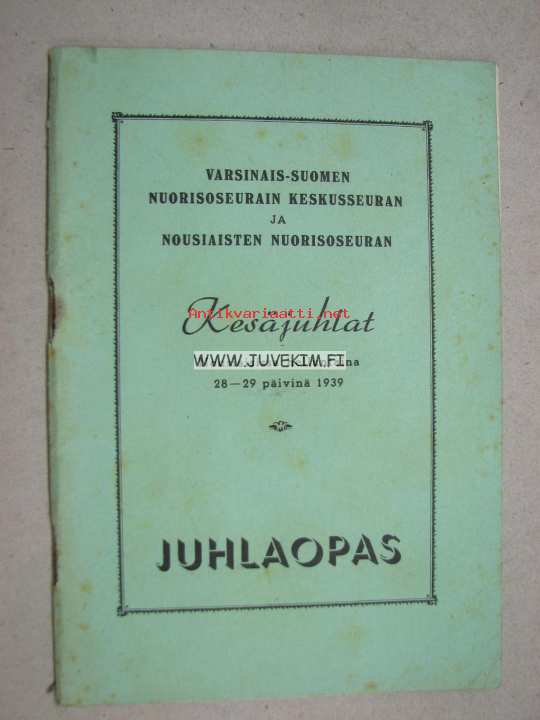 VARSINAIS-SUOMEN
NUORISOSEURAIN KESKUSSEURAN
JA
NOUSIAISTEN NUORISOSEURAN
Antikvariaatti.net
Kesäjuhlat
WWW.JUVEKIM.FI
28—29 päivinä 1939
JUHLAOPAS